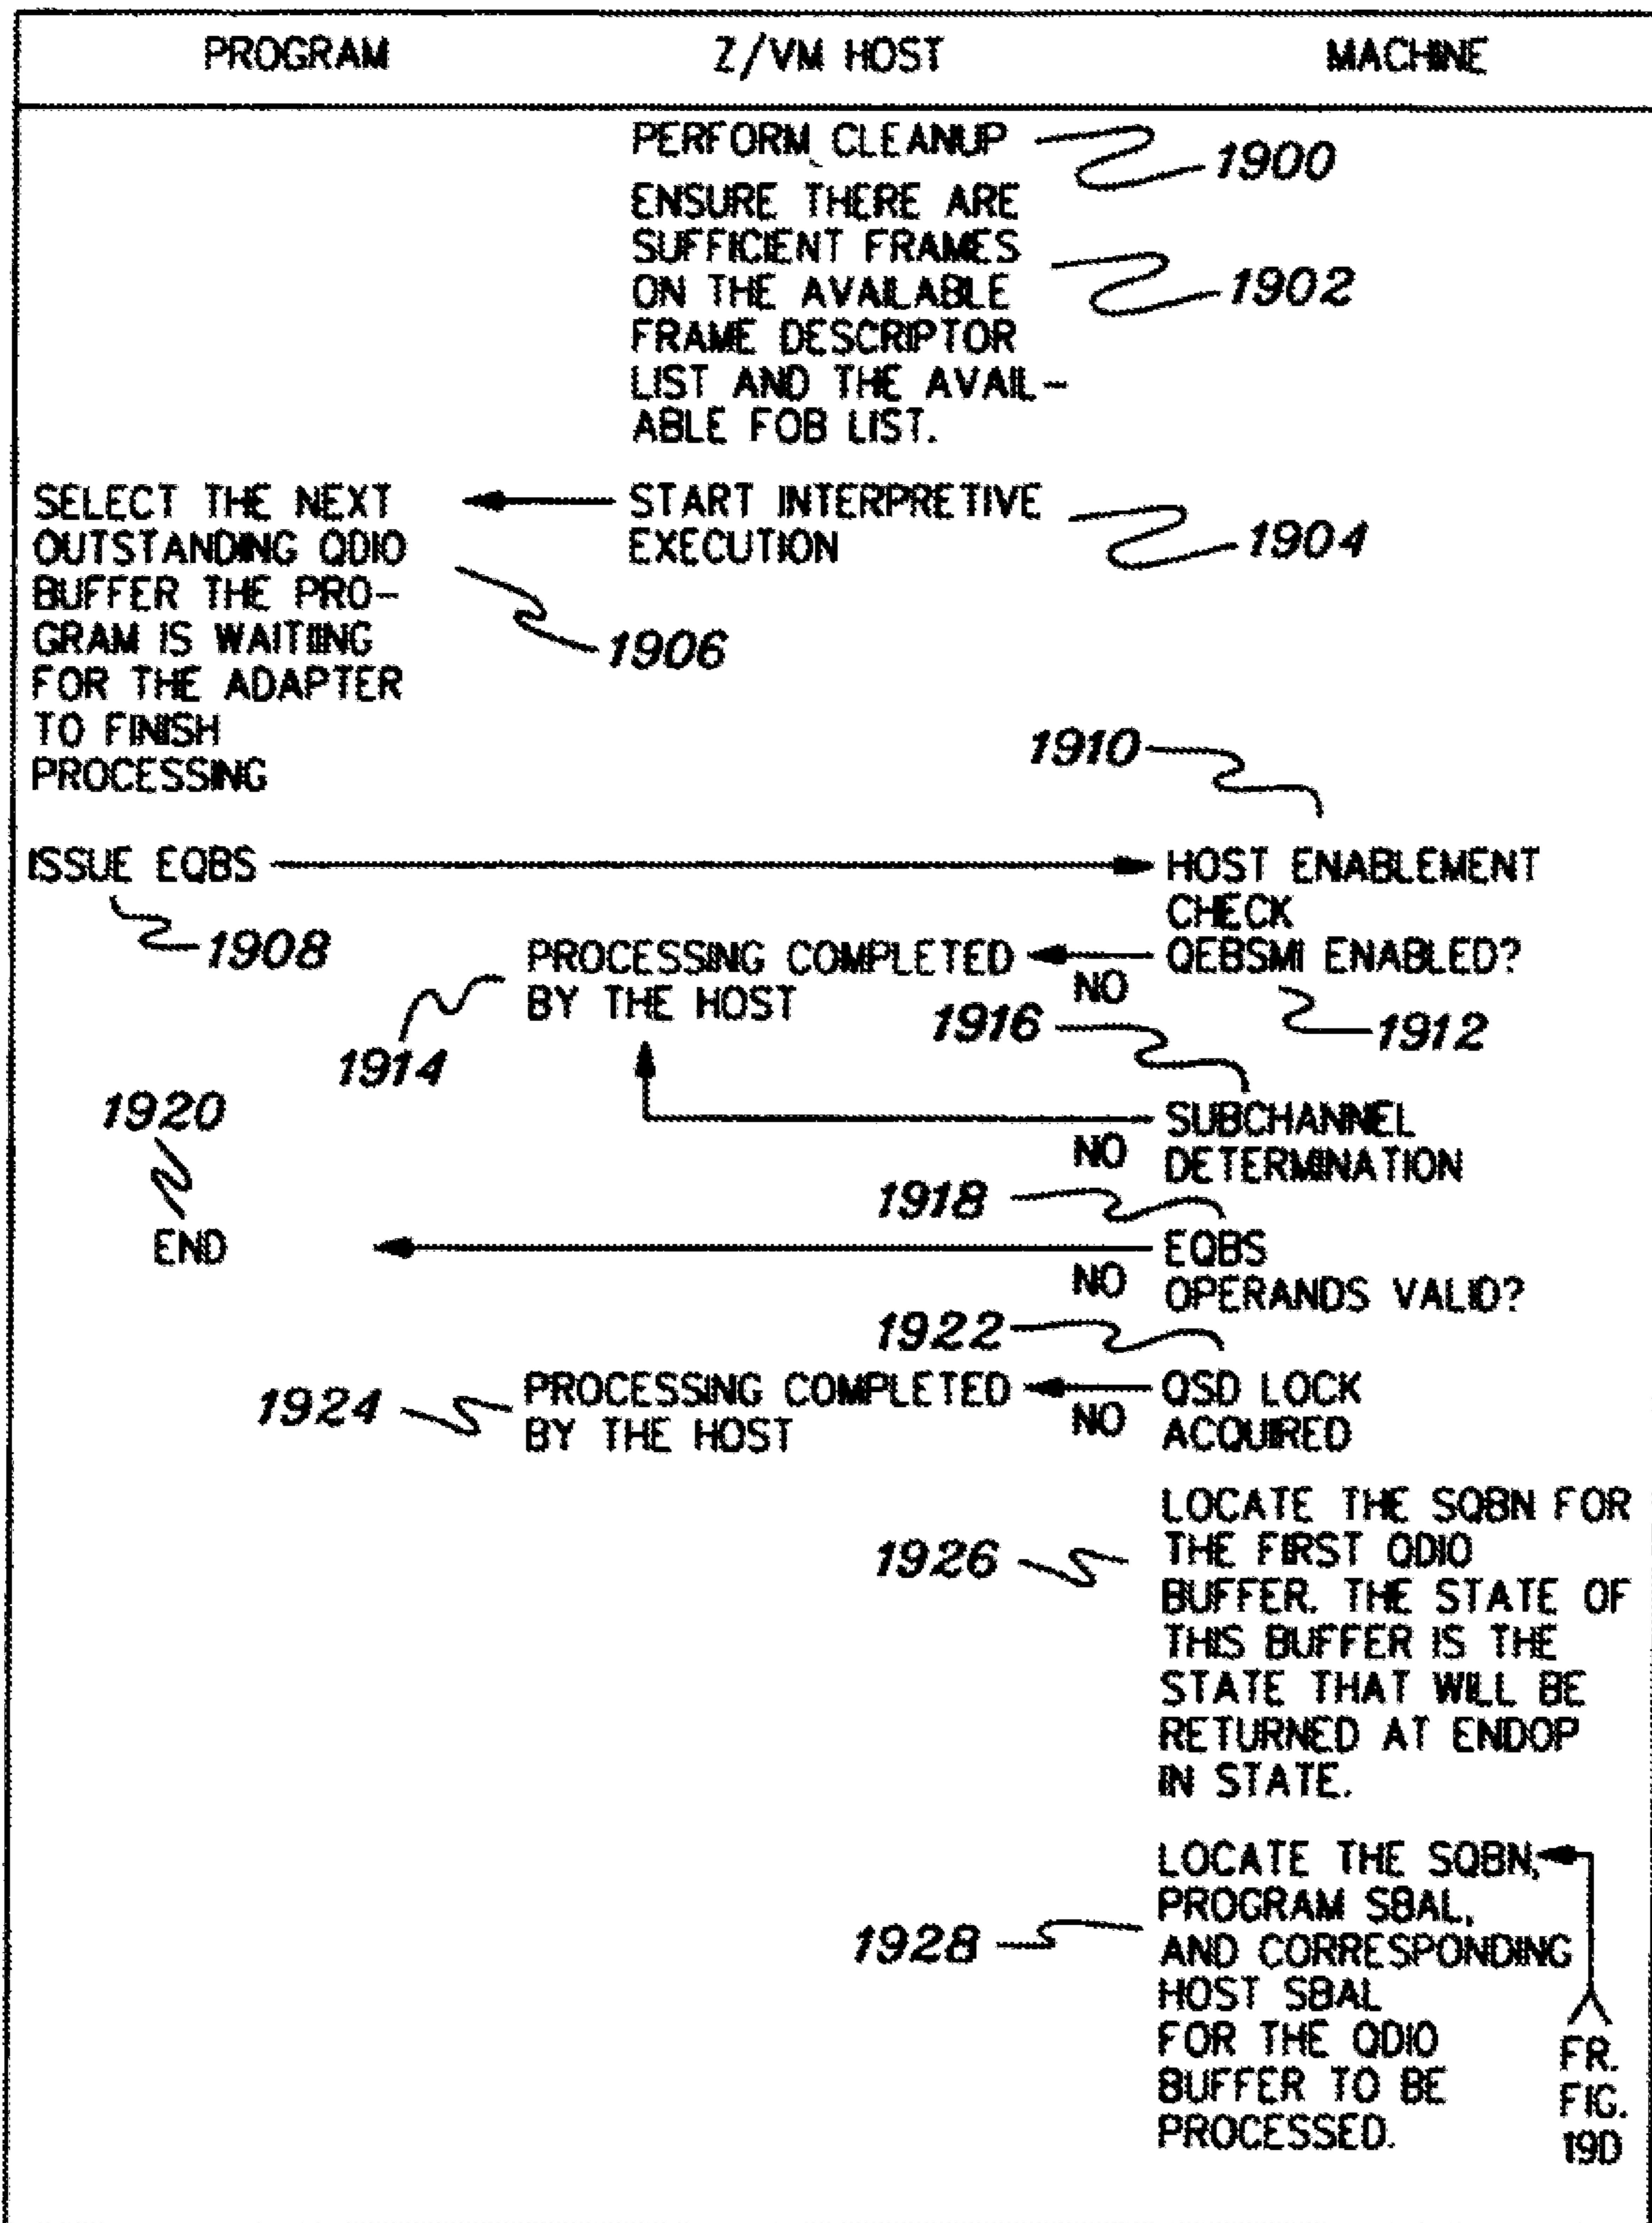 PROGRAM Z/VM HOST MACHINE
PERFORM CLEANUP
1900
ENSURE THERE ARE
SUFFICIENT FRAMES
ON THE AVAILABLE
FRAME DESCRIPTOR
LIST AND THE AVAIL-
ABLE FOB LIST.
1902
SELECT THE NEXT
OUTSTANDING QDIO
BUFFER THE PRO-
GRAM IS WAITIING
FOR THE ADAPTER
TO FINISH
PROCESSING
START INTERPRETIVE
EXECUTION
1904
1906
1910
ISSUE EQBS
1908
HOST ENABLEMENT
CHECK
QEBSMI ENABLED?
NO
1912
PROCESSING COMPLETED
BY THE HOST
1914
1916
SUBCHANNEL
DETERMINATION
NO
1920
END
1918
EQBS
OPERANDS VALID?
NO
1922
QSD LOCK
ACQUIRED
NO
PROCESSING COMPLETED
BY THE HOST
1924
LOCATE THE SQBN FOR
THE FIRST QDIO
BUFFER. THE STATE OF
THIS BUFFER IS THE
STATE THAT WILL BE
RETURNED AT ENDOP
IN STATE.
1926
LOCATE THE SQBN,
PROGRAM SBAL,
AND CORRESPONDING
HOST SBAL
FOR THE QDIO
BUFFER TO BE
PROCESSED.
1928
FR.
FIG.
19D